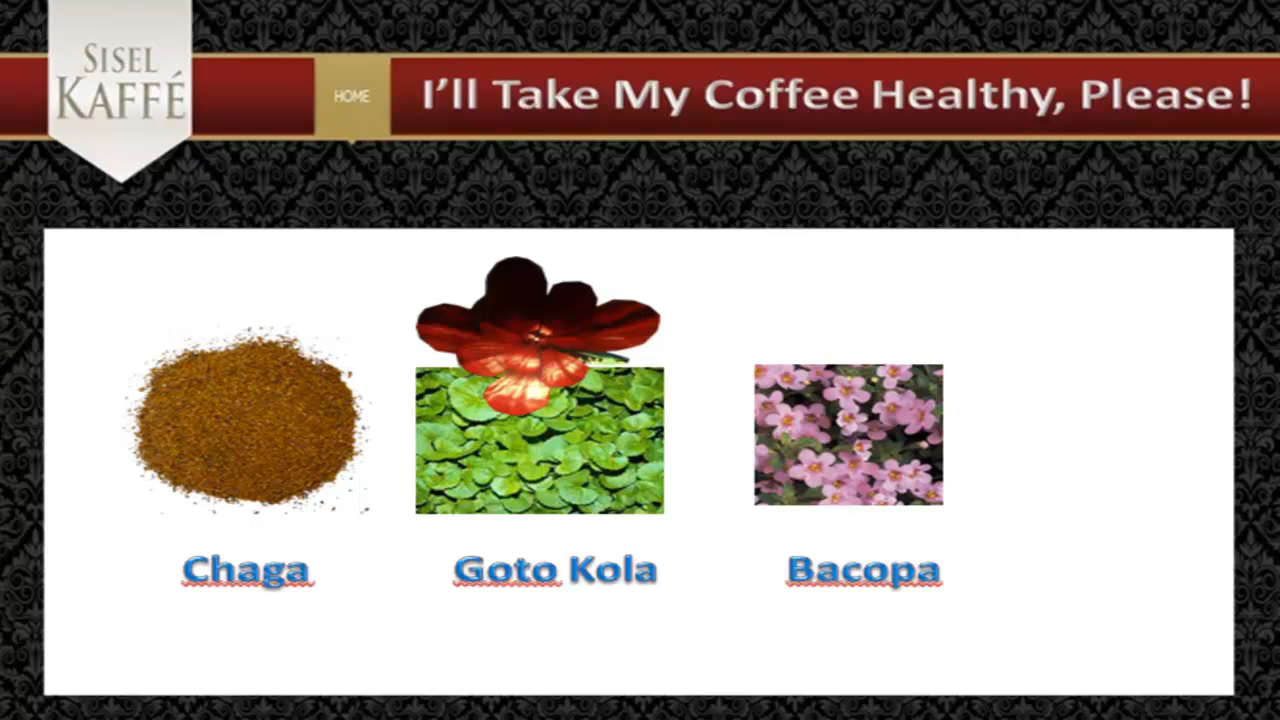 SISEL
KAFFÉ
HOME
I'll Take My Coffee Healthy, Please!
Chaga
Goto Kola
Bacopa